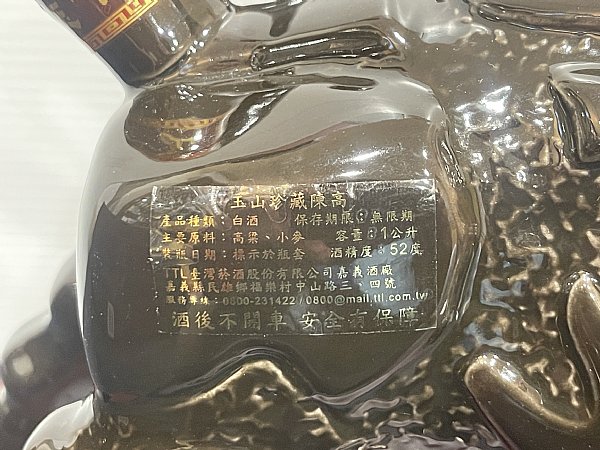 玉山珍藏陳高
產品種類：白酒 保存期限：無限期
主要原料：高粱、小麥 容量：1公升
裝瓶日期：標示於瓶套 酒精度：52度
TTL臺灣菸酒股份有限公司嘉義酒廠
嘉義縣民雄鄉福樂村中山路三、四號
服務專線：0800-231422/0800@mail.ttl.com.tw
酒後不開車 安全有保障